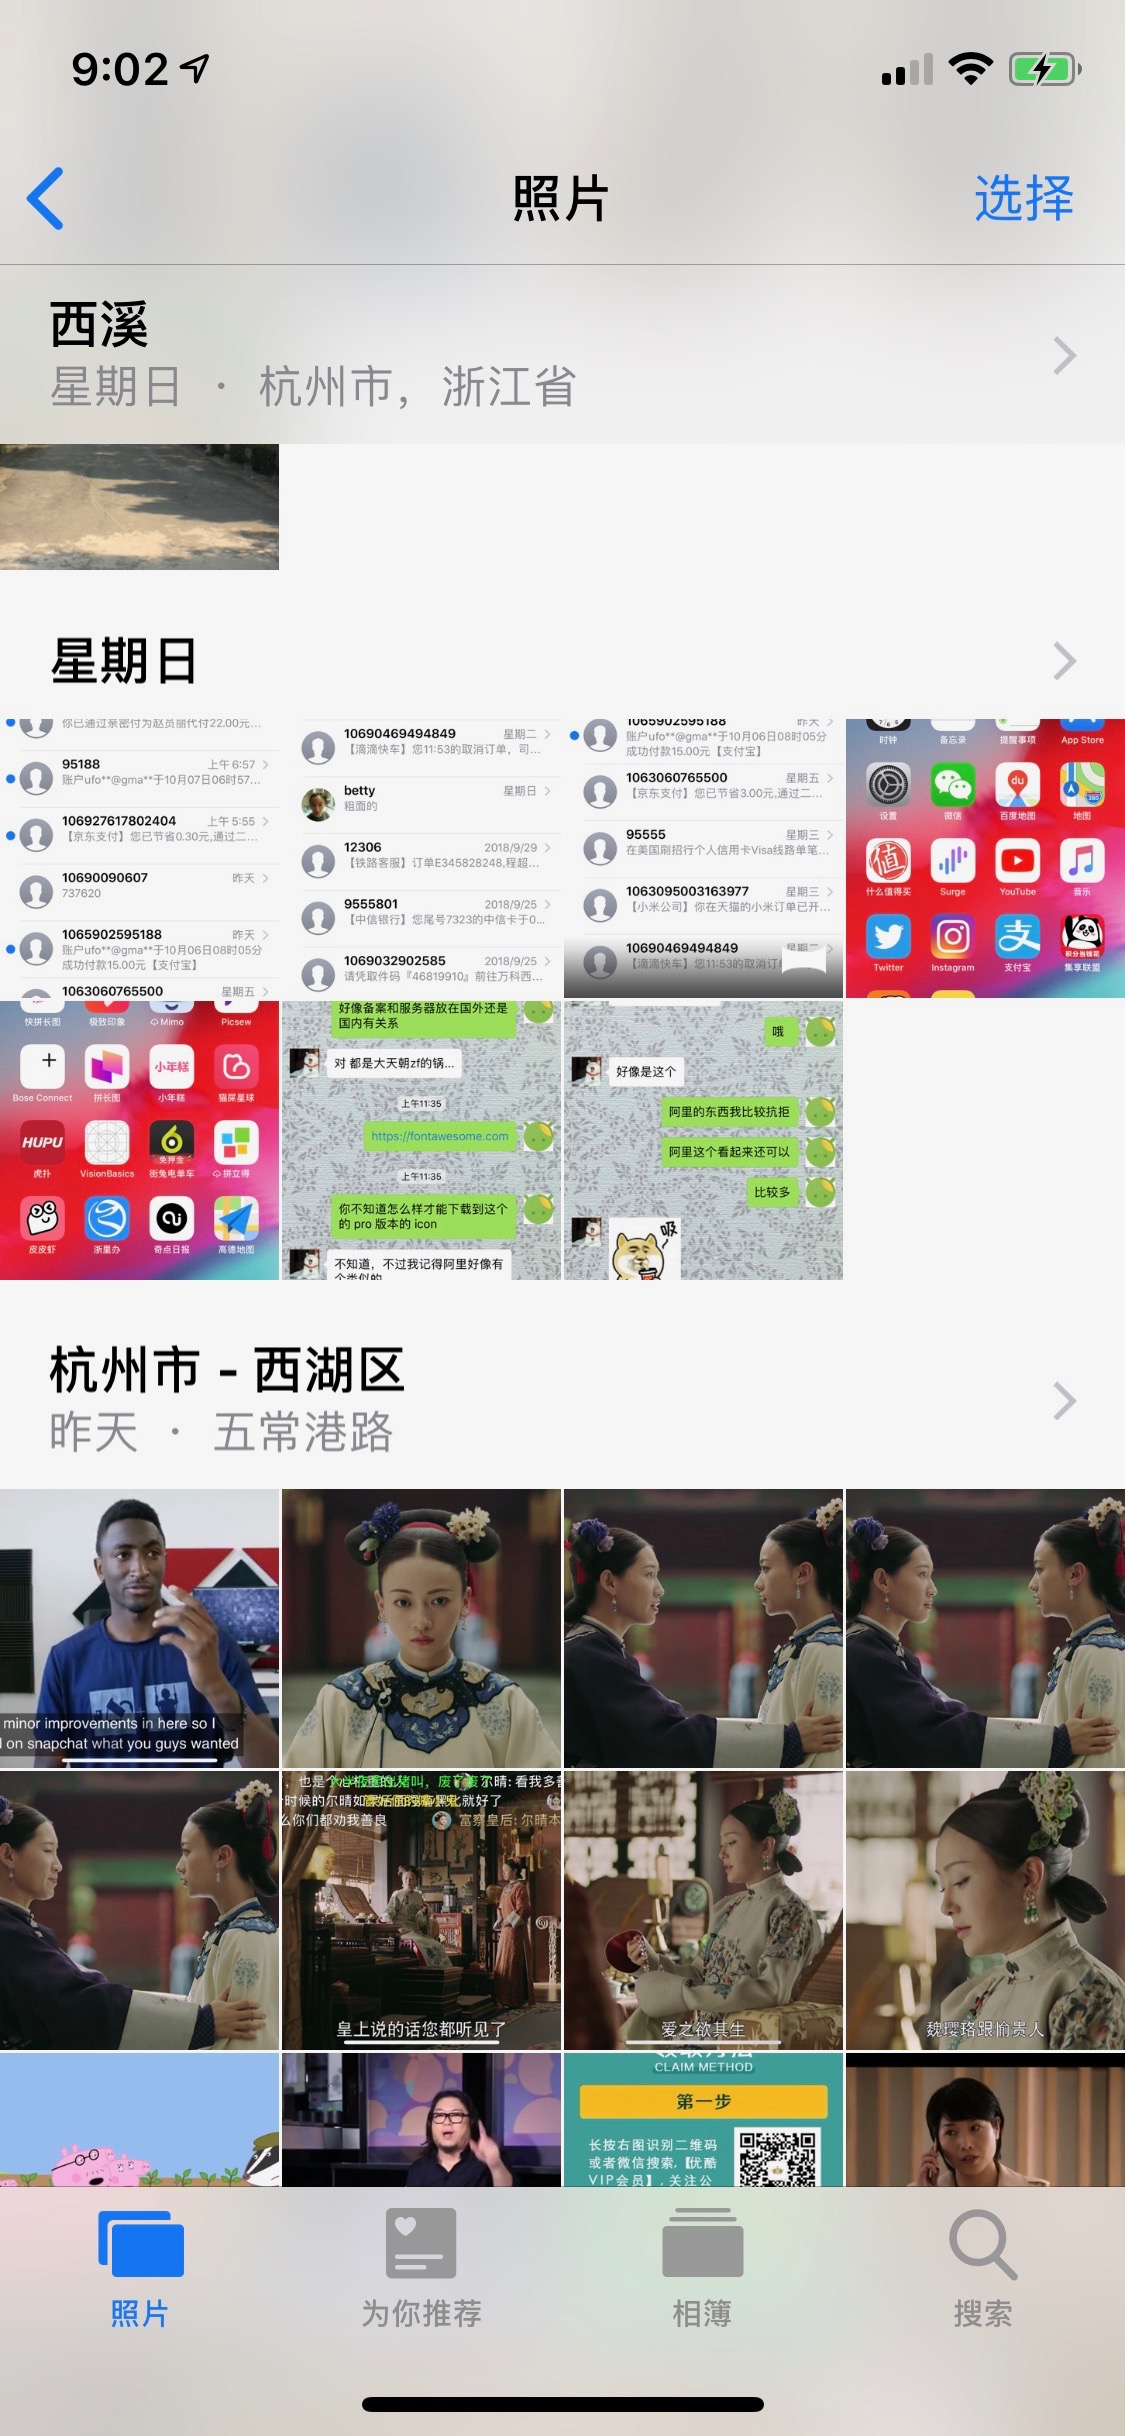 9:02
照片
选择
西溪
星期日 · 杭州市，浙江省
星期日
你已通过亲密付为赵员丽代付22.00元...
95188 上午6:57
账户ufo**@gma**于10月07日06时57...
106927617802404 上午5:55
【京东支付】您已节省0.30元,通过二...
10690090607 昨天
737620
1065902595188 昨天
账户ufo**@gma**于10月06日08时05分
成功付款15.00元【支付宝】
1063060765500 星期五
10690469494849 星期二
【滴滴快车】您11:53的取消订单，司...
betty 星期日
粗面的
12306 2018/9/29
【铁路客服】订单E345828248,程超...
9555801 2018/9/25
【中信银行】您尾号7323的中信卡于0...
1069032902585 2018/9/25
请凭取件码『46819910』前往万科西...
1065902595188 昨天
账户ufo**@gma**于10月06日08时05分
成功付款15.00元【支付宝】
1063060765500 星期五
【京东支付】您已节省3.00元,通过二...
95555 星期三
在美国刷招行个人信用卡Visa线路单笔...
1063095003163977 星期三
【小米公司】你在天猫的小米订单已开...
10690469494849 星期二
【滴滴快车】您11:53的取消订单
时钟 备忘录 提醒事项 App Store
设置 微信 百度地图 地图
什么值得买 Surge YouTube 音乐
Twitter Instagram 支付宝 集享联盟
快拼长图 极致印象 Mimo Picsew
Bose Connect 拼长图 小年糕 猫屎星球
虎扑 VisionBasics 街兔电单车 拼立得
皮皮虾 浙里办 奇点日报 高德地图
好像备案和服务器放在国外还是
国内有关系
对 都是大天朝zf的锅...
上午11:35
https://fontawesome.com
上午11:35
你不知道怎么样才能下载到这个
的 pro 版本的 icon
不知道，不过我记得阿里好像有
个类似的
哦
好像是这个
阿里的东西我比较抗拒
阿里这个看起来还可以
比较多
吸
杭州市 - 西湖区
昨天 · 五常港路
minor improvements in here so I
on snapchat what you guys wanted
么你们都劝我善良
富察皇后: 尔晴本
皇上说的话您都听见了
爱之欲其生
魏璎珞跟愉贵人
CLAIM METHOD
第一步
长按右图识别二维码
或者微信搜索,【优酷
VIP会员】,关注公
照片
为你推荐
相簿
搜索